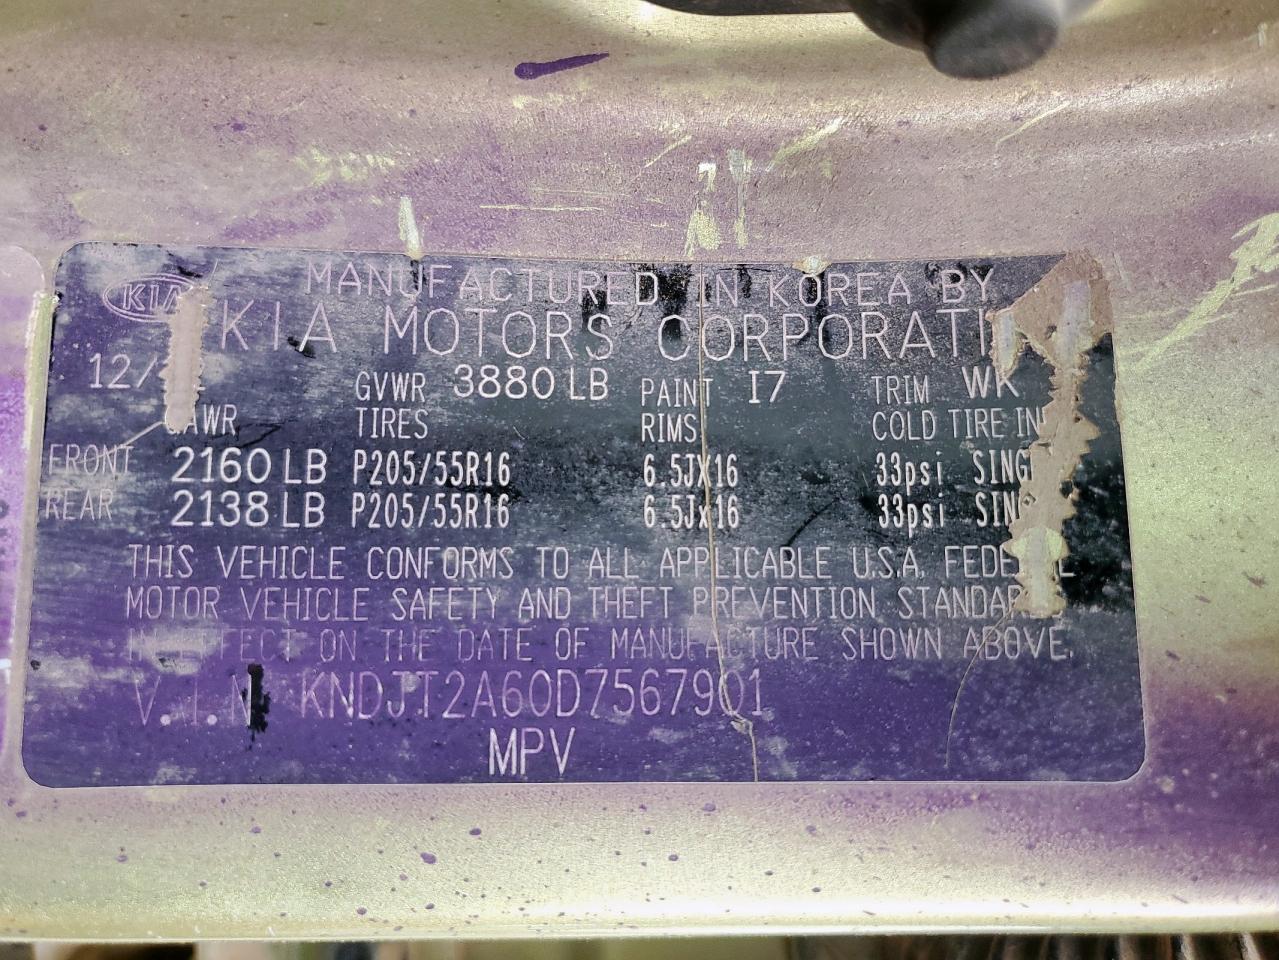 KIA
MANUFACTURED IN KOREA BY
KIA MOTORS CORPORATI
12/ GVWR 3880 LB PAINT I7 TRIM WK
GAWR TIRES RIMS COLD TIRE IN
FRONT 2160 LB P205/55R16 6.5JX16 33psi SING
REAR 2138 LB P205/55R16 6.5Jx16 33psi SING
THIS VEHICLE CONFORMS TO ALL APPLICABLE U.S.A. FEDE
MOTOR VEHICLE SAFETY AND THEFT PREVENTION STANDAR
IN EFFECT ON THE DATE OF MANUFACTURE SHOWN ABOVE.
V.I.N KNDJT2A60D7567901
MPV